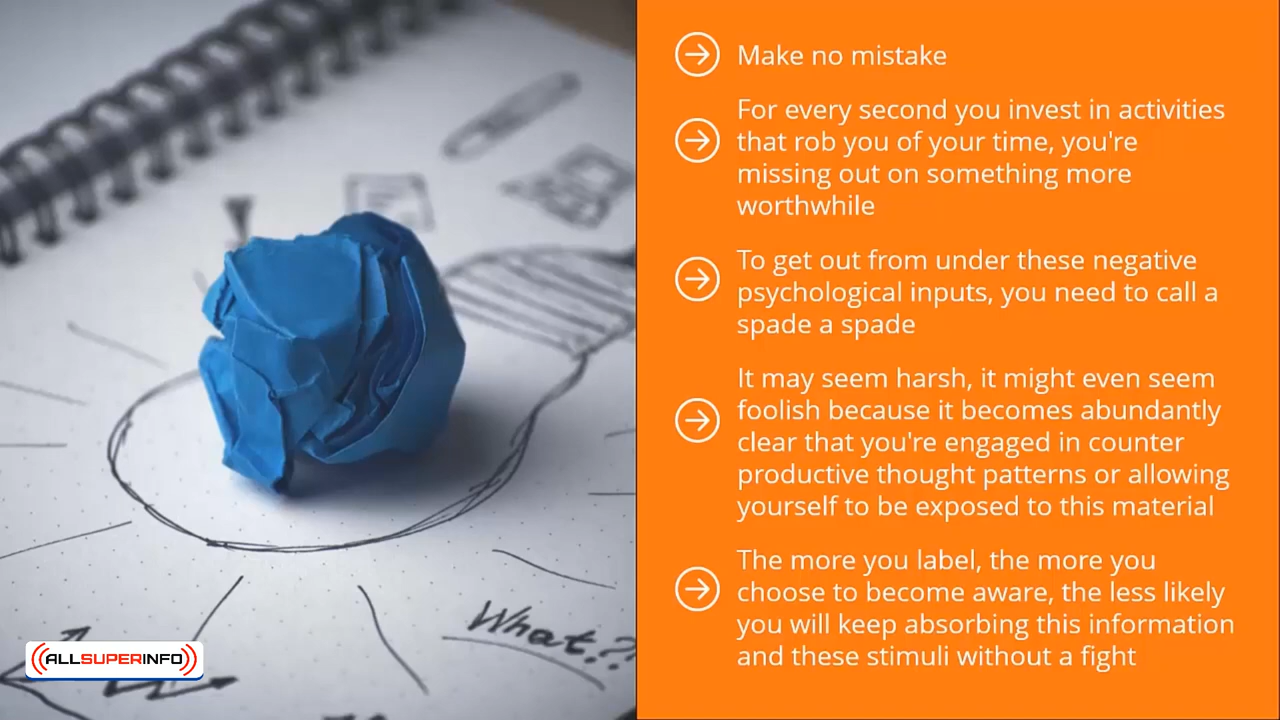 Make no mistake
For every second you invest in activities
that rob you of your time, you're
missing out on something more
worthwhile
To get out from under these negative
psychological inputs, you need to call a
spade a spade
It may seem harsh, it might even seem
foolish because it becomes abundantly
clear that you're engaged in counter
productive thought patterns or allowing
yourself to be exposed to this material
The more you label, the more you
choose to become aware, the less likely
you will keep absorbing this information
and these stimuli without a fight
What??
ALLSUPERINFO